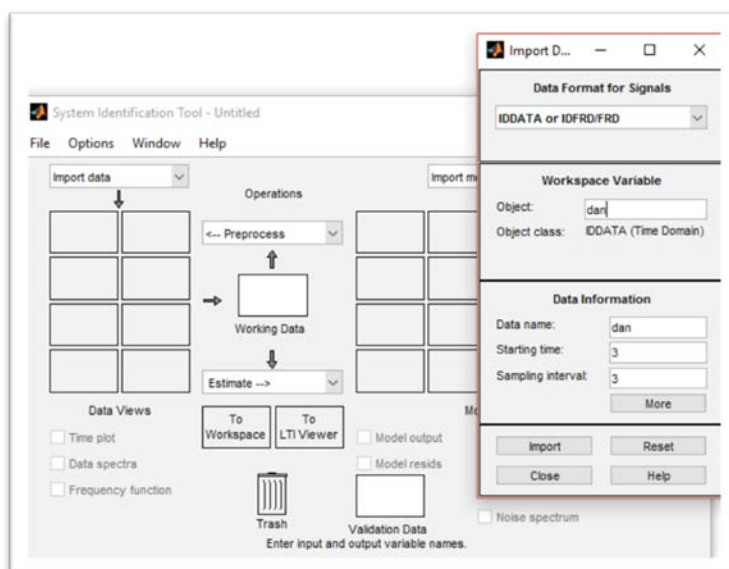 Import D...
Data Format for Signals
IDDATA or IDFRD/FRD
Workspace Variable
Object: dan
Object class: IDDATA (Time Domain)
Data Information
Data name: dan
Starting time: 3
Sampling interval: 3
More
Import Reset
Close Help
System Identification Tool - Untitled
File Options Window Help
Import data
Import m
Operations
<-- Preprocess
Working Data
Estimate -->
Data Views
To Workspace
To LTI Viewer
Time plot
Data spectra
Frequency function
Model output
Model resids
Noise spectrum
Trash
Validation Data
Enter input and output variable names.